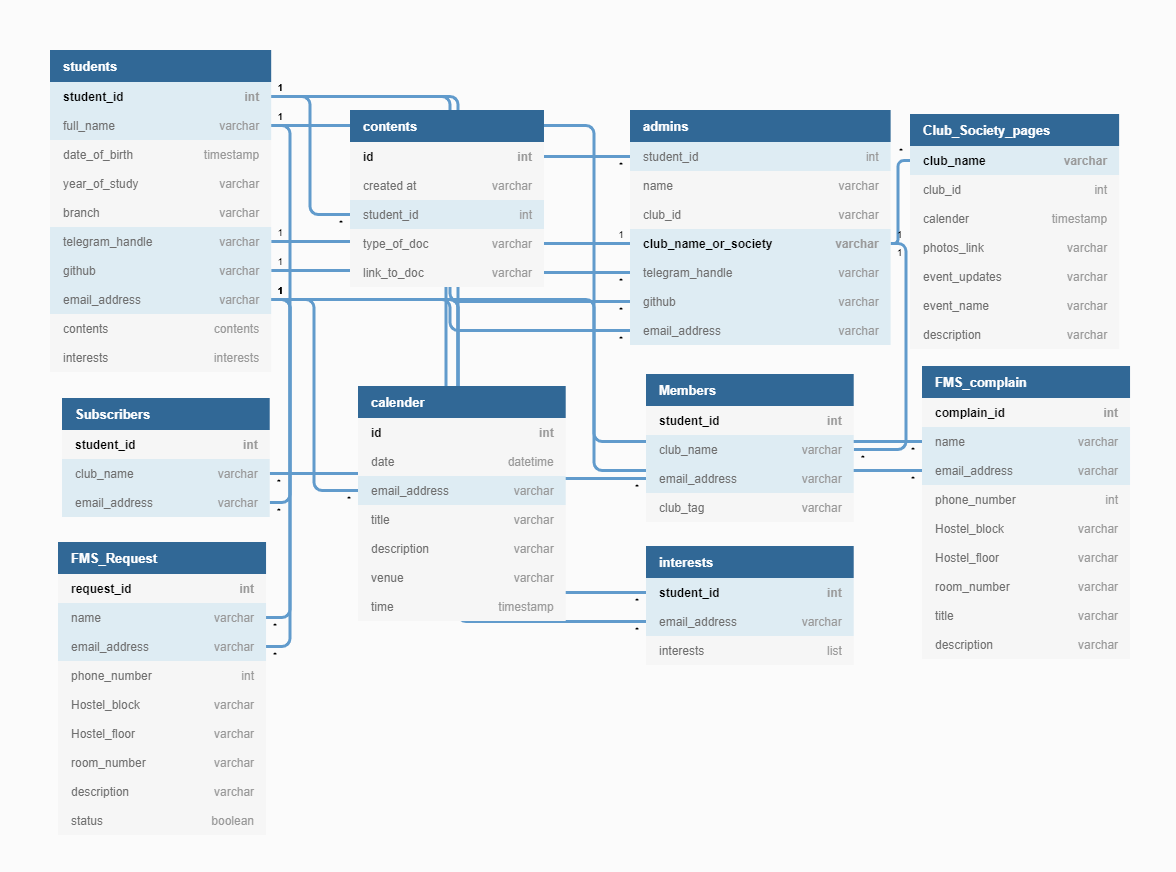 students
student_id int
full_name varchar
date_of_birth timestamp
year_of_study varchar
branch varchar
telegram_handle varchar
github varchar
email_address varchar
contents contents
interests interests
1
1
1
1
1
contents
id int
created at varchar
student_id int
type_of_doc varchar
link_to_doc varchar
admins
student_id int
name varchar
club_id varchar
club_name_or_society varchar
telegram_handle varchar
github varchar
email_address varchar
1
1
1
Club_Society_pages
club_name varchar
club_id int
calender timestamp
photos_link varchar
event_updates varchar
event_name varchar
description varchar
Subscribers
student_id int
club_name varchar
email_address varchar
calender
id int
date datetime
email_address varchar
title varchar
description varchar
venue varchar
time timestamp
Members
student_id int
club_name varchar
email_address varchar
club_tag varchar
FMS_complain
complain_id int
name varchar
email_address varchar
phone_number int
Hostel_block varchar
Hostel_floor varchar
room_number varchar
title varchar
description varchar
FMS_Request
request_id int
name varchar
email_address varchar
phone_number int
Hostel_block varchar
Hostel_floor varchar
room_number varchar
description varchar
status boolean
interests
student_id int
email_address varchar
interests list